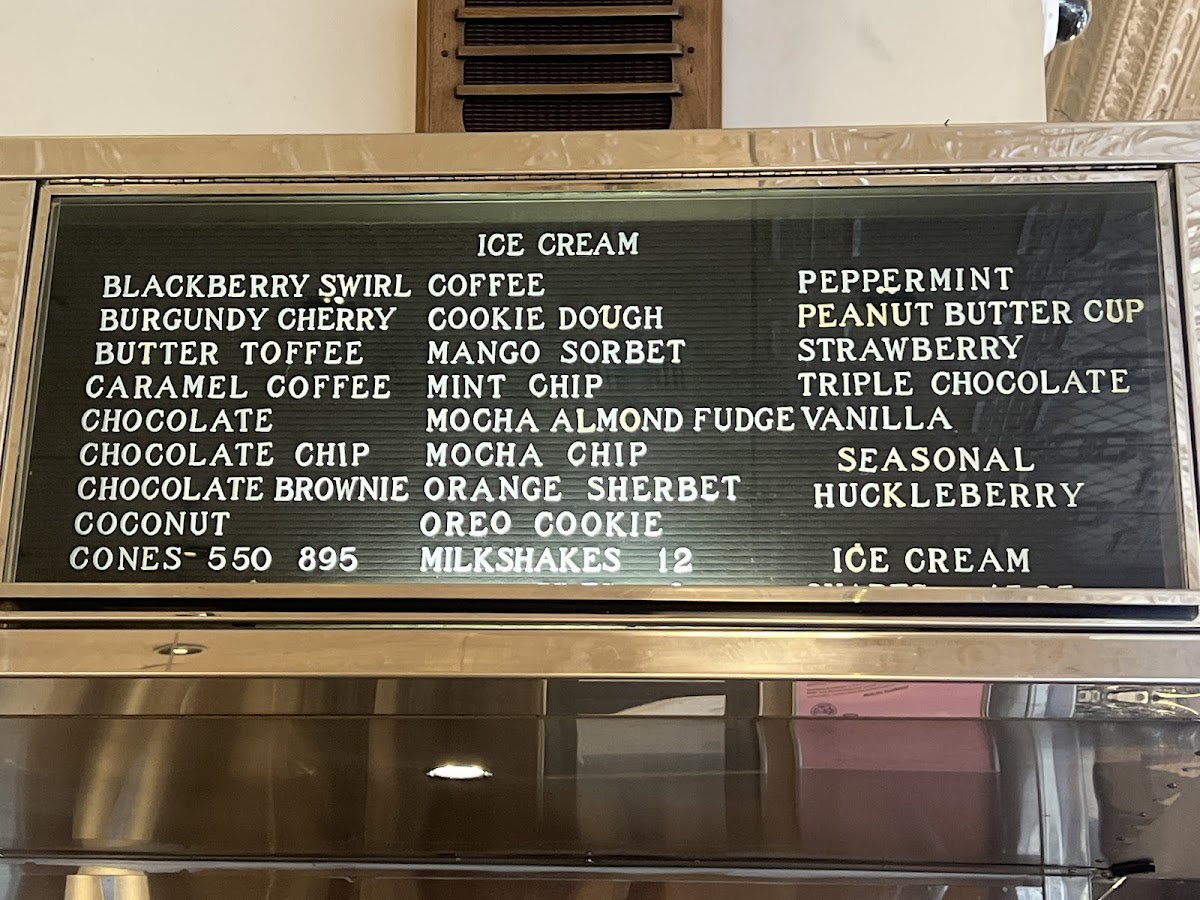 ICE CREAM
BLACKBERRY SWIRL
BURGUNDY CHERRY
BUTTER TOFFEE
CARAMEL COFFEE
CHOCOLATE
CHOCOLATE CHIP
CHOCOLATE BROWNIE
COCONUT
CONES- 550 895
COFFEE
COOKIE DOUGH
MANGO SORBET
MINT CHIP
MOCHA ALMOND FUDGE
MOCHA CHIP
ORANGE SHERBET
OREO COOKIE
MILKSHAKES 12
PEPPERMINT
PEANUT BUTTER CUP
STRAWBERRY
TRIPLE CHOCOLATE
VANILLA
SEASONAL
HUCKLEBERRY
ICE CREAM